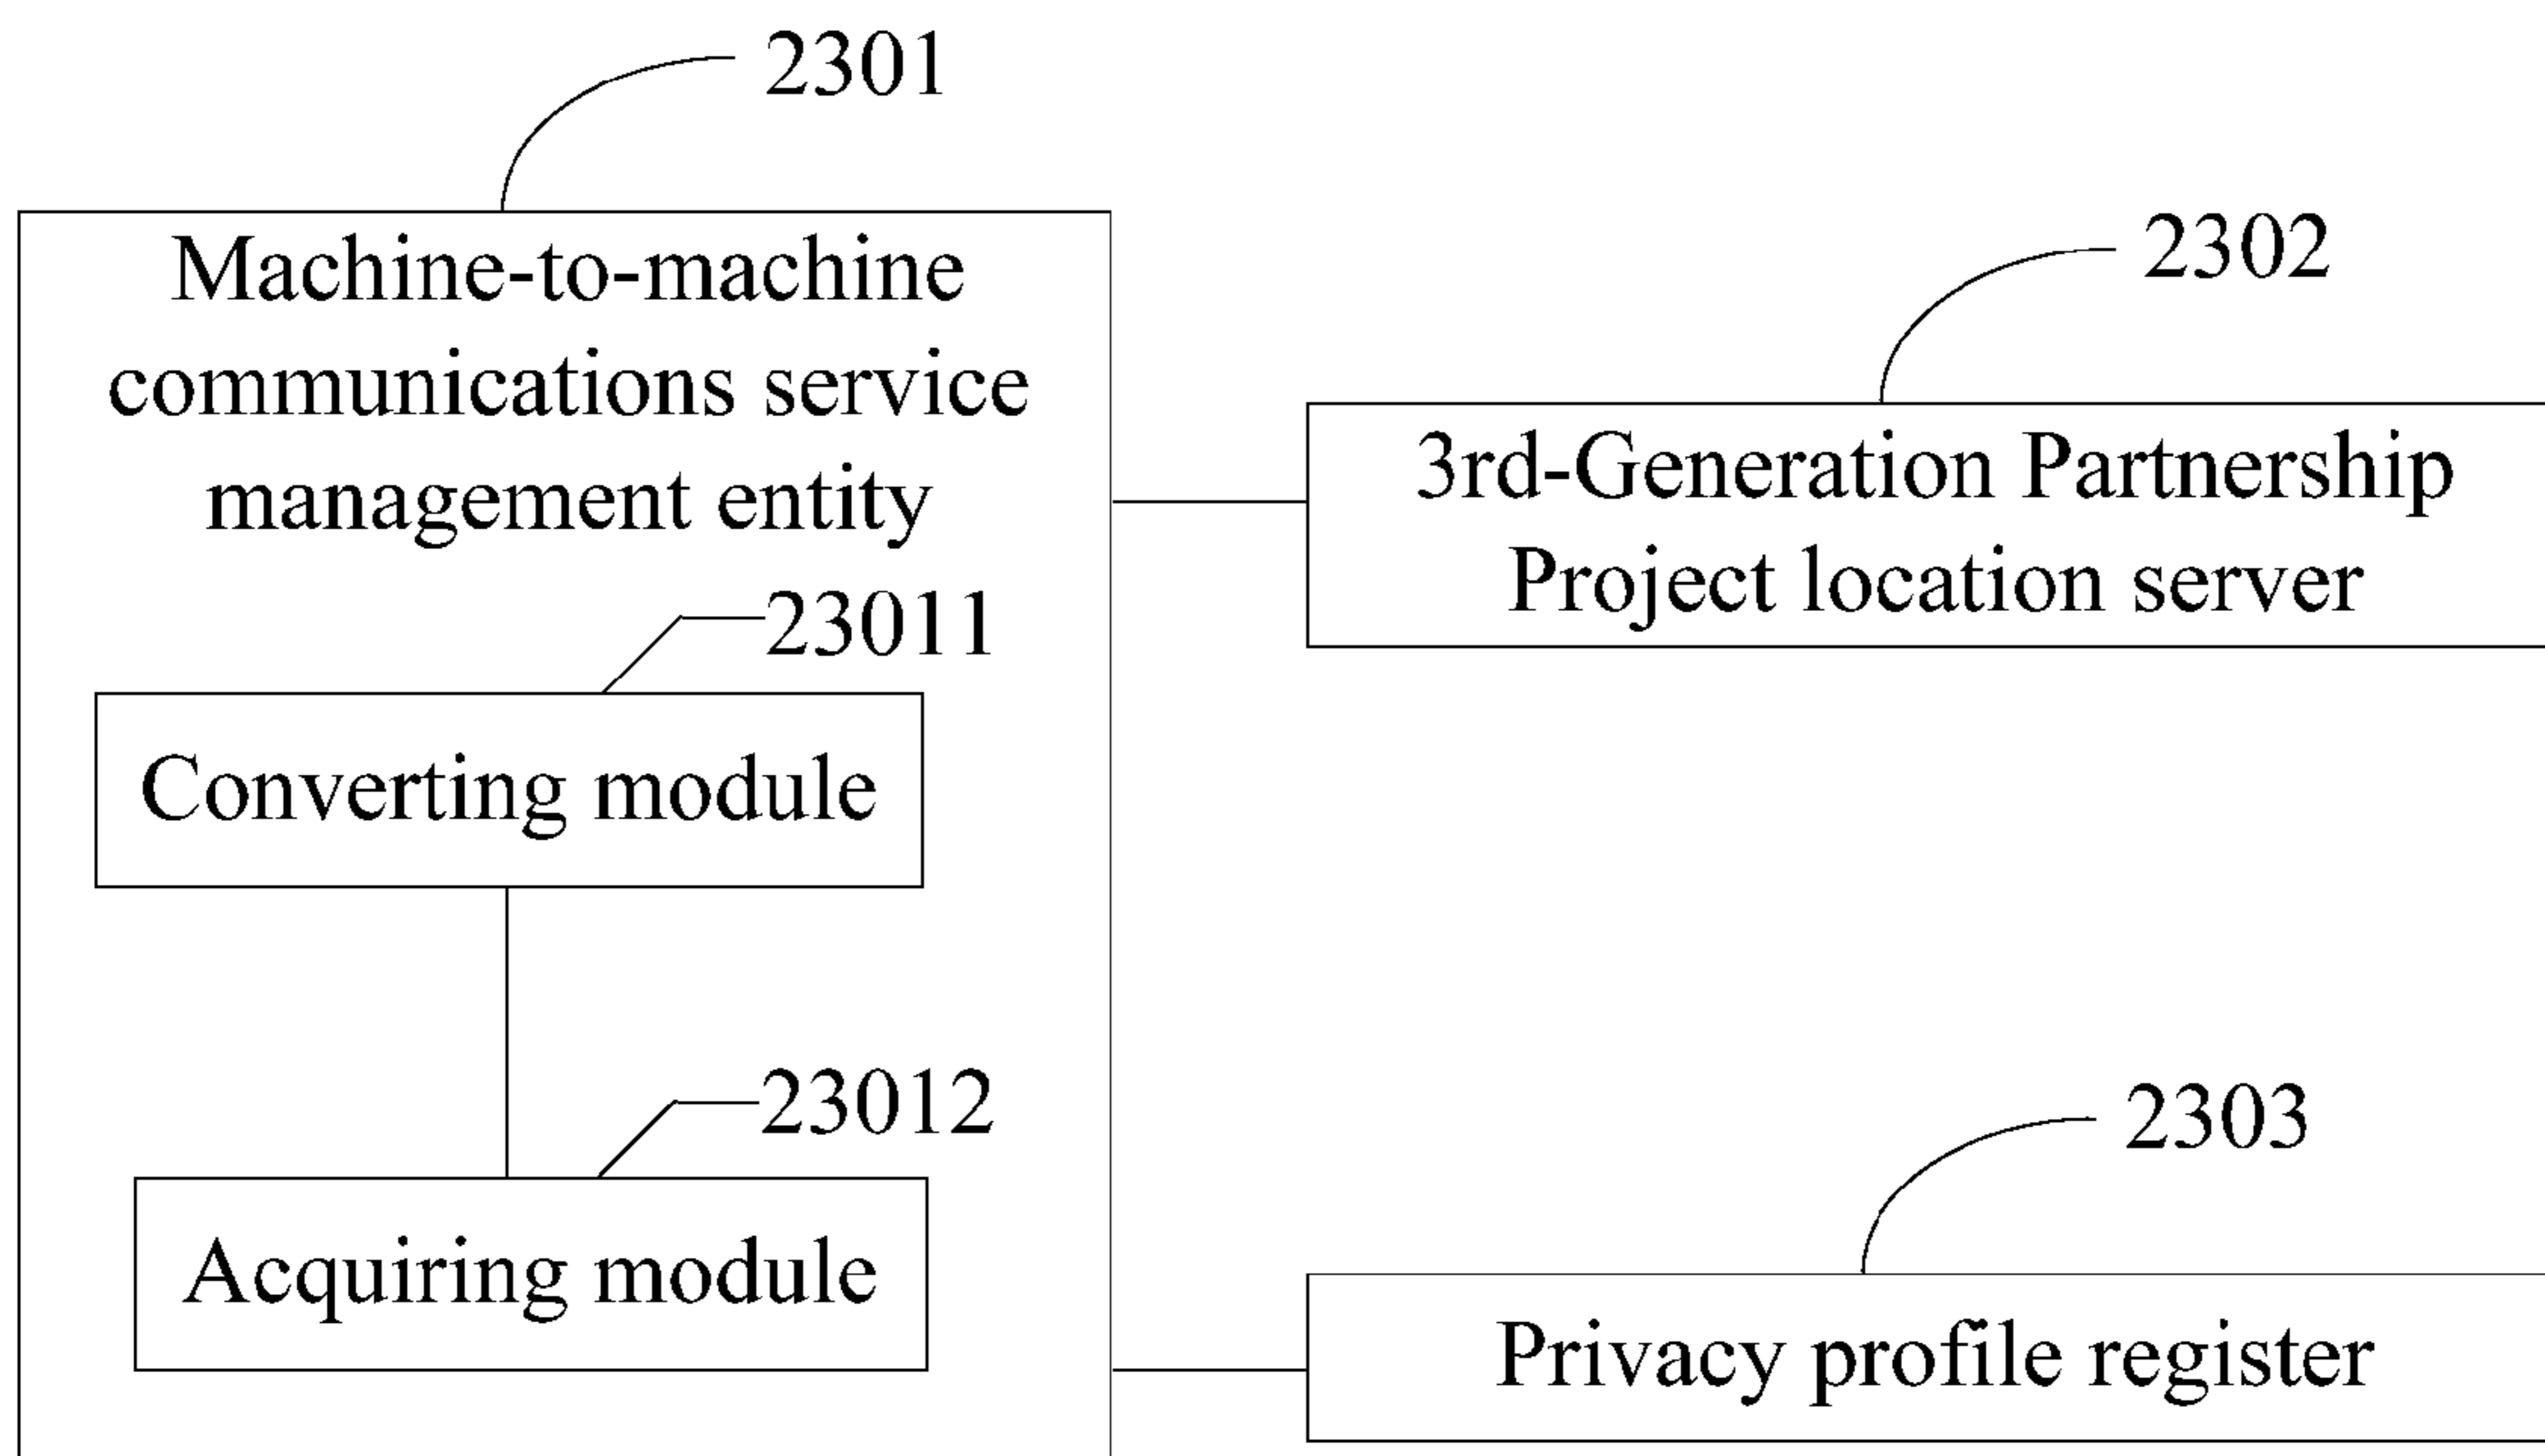 2301
Machine-to-machine
communications service
management entity
2302
3rd-Generation Partnership
Project location server
23011
Converting module
23012
Acquiring module
2303
Privacy profile register